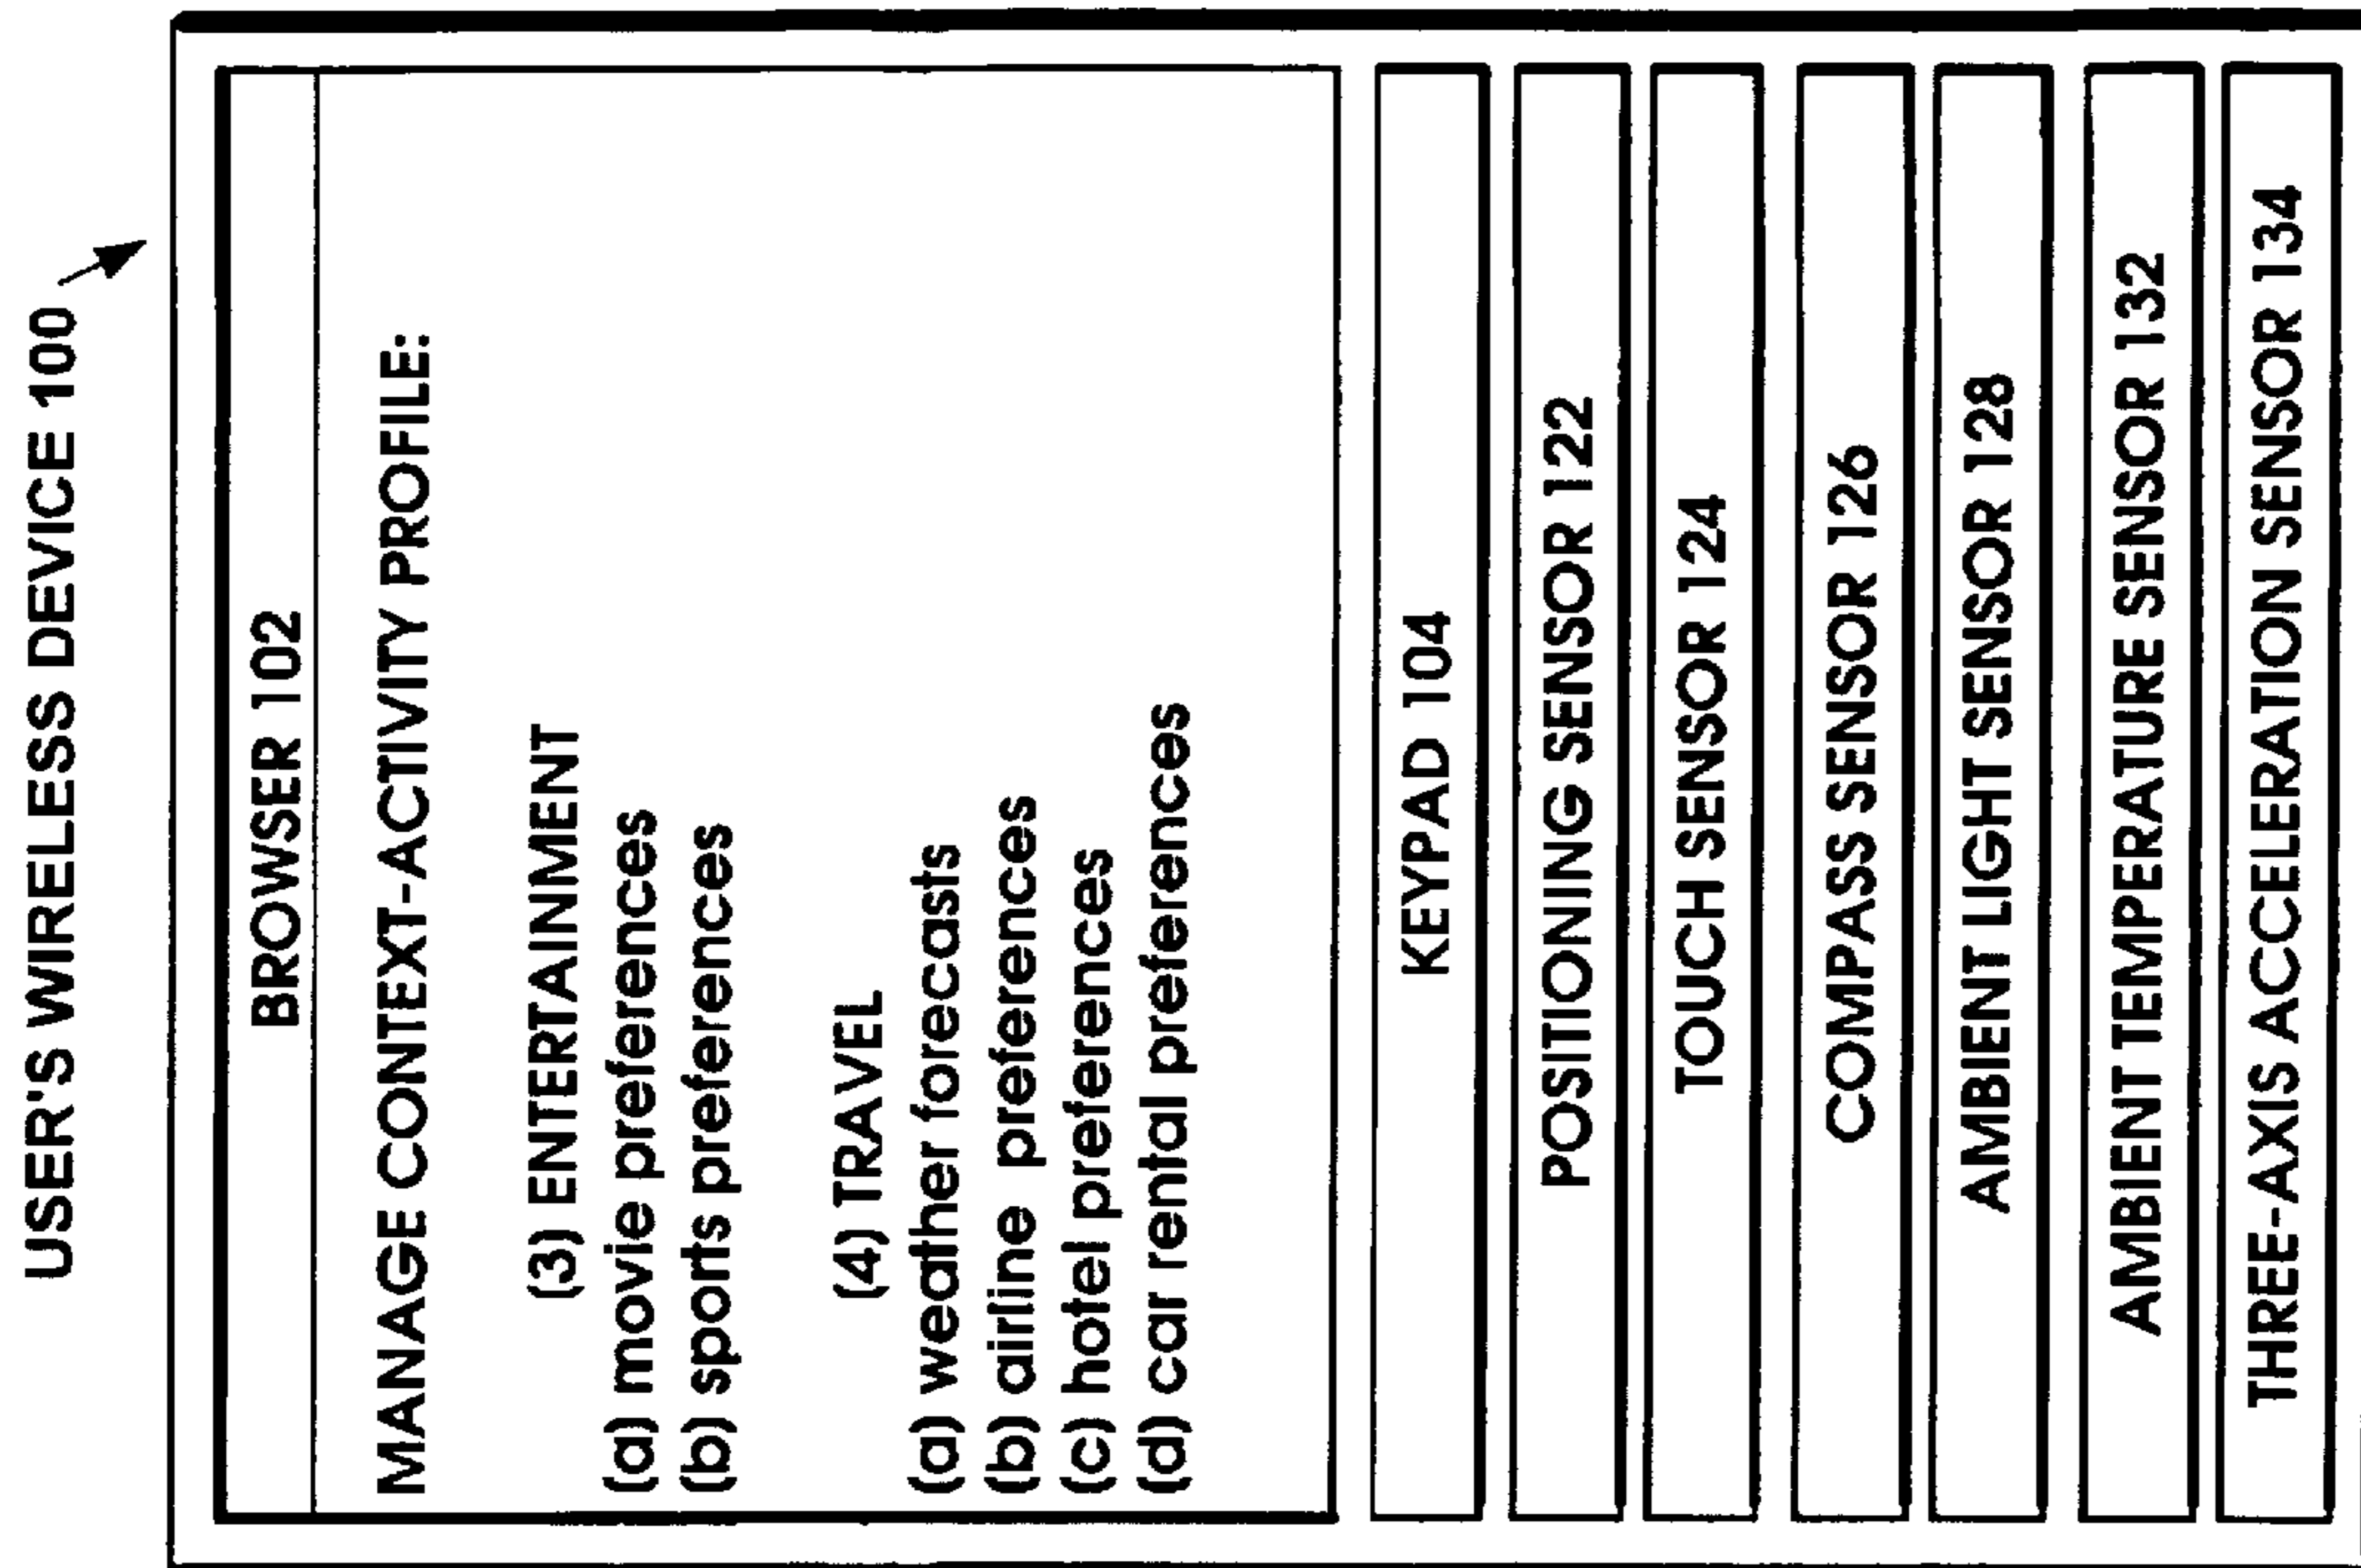 USER'S WIRELESS DEVICE 100
BROWSER 102
MANAGE CONTEXT-ACTIVITY PROFILE:
(3) ENTERTAINMENT
(a) movie preferences
(b) sports preferences
(4) TRAVEL
(a) weather forecasts
(b) airline preferences
(c) hotel preferences
(d) car rental preferences
KEYPAD 104
POSITIONING SENSOR 122
TOUCH SENSOR 124
COMPASS SENSOR 126
AMBIENT LIGHT SENSOR 128
AMBIENT TEMPERATURE SENSOR 132
THREE-AXIS ACCELERATION SENSOR 134